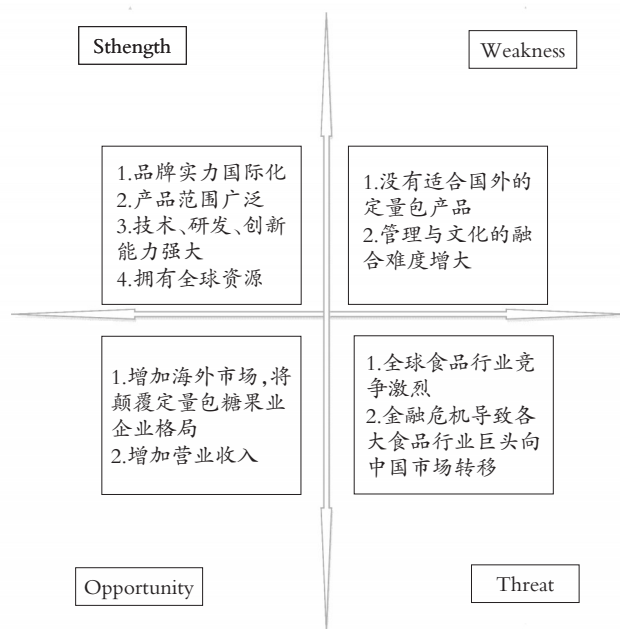 Sthength
Weakness
1.品牌实力国际化
2.产品范围广泛
3.技术、研发、创新
能力强大
4.拥有全球资源
1.没有适合国外的
定量包产品
2.管理与文化的融
合难度增大
1.增加海外市场,将
颠覆定量包糖果业
企业格局
2.增加营业收入
1.全球食品行业竞
争激烈
2.金融危机导致各
大食品行业巨头向
中国市场转移
Opportunity
Threat